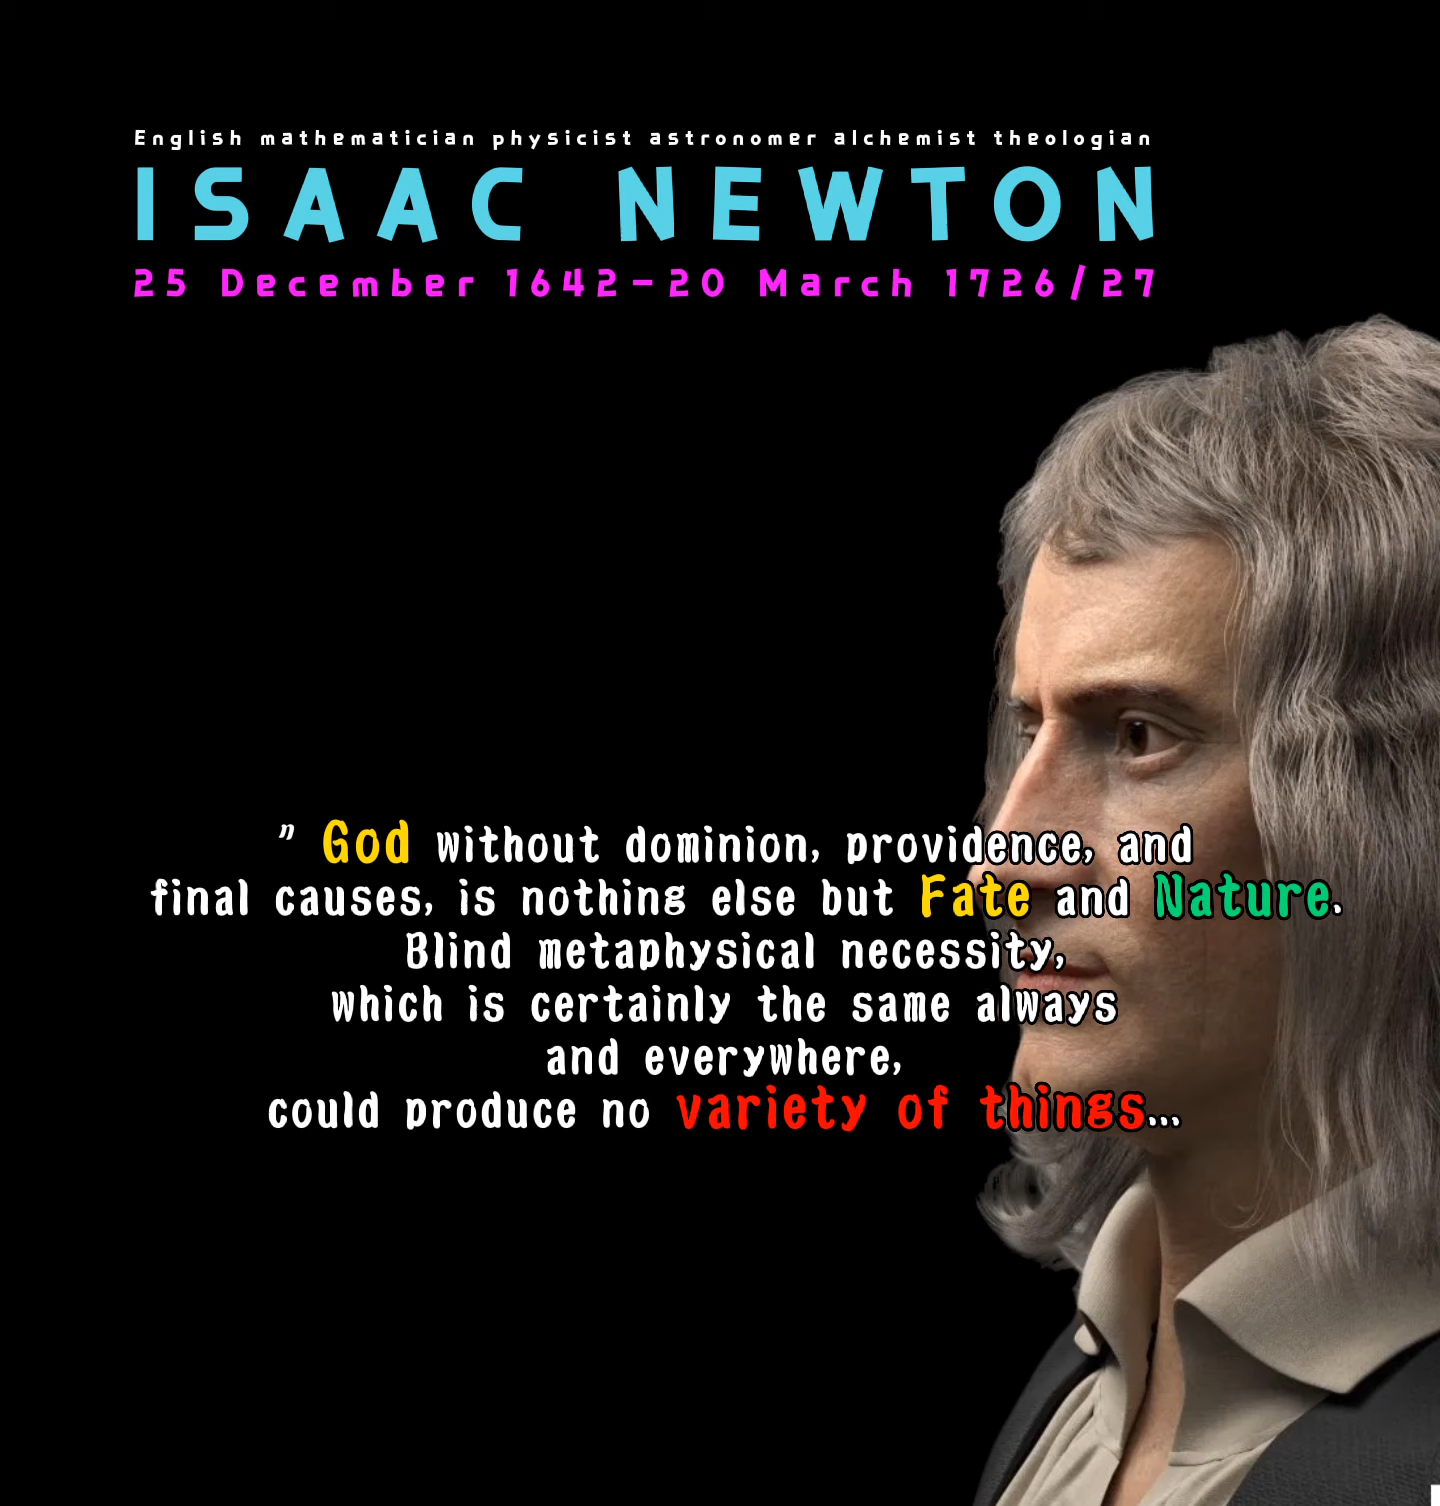 English mathematician physicist astronomer alchemist theologian
ISAAC NEWTON
25 December 1642-20 March 1726/27
" God without dominion, providence, and
final causes, is nothing else but Fate and Nature.
Blind metaphysical necessity,
which is certainly the same always
and everywhere,
could produce no variety of things...